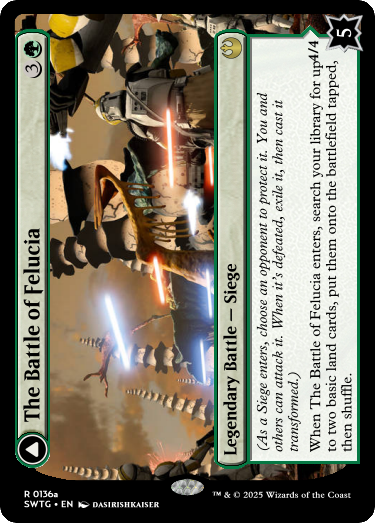 The Battle of Felucia
3
Legendary Battle — Siege
(As a Siege enters, choose an opponent to protect it. You and
others can attack it. When it's defeated, exile it, then cast it
transformed.)
When The Battle of Felucia enters, search your library for up
to two basic land cards, put them onto the battlefield tapped,
then shuffle.
4/4
5
R 0136a
SWTG • EN DASIRISHKAISER
™ & © 2025 Wizards of the Coast